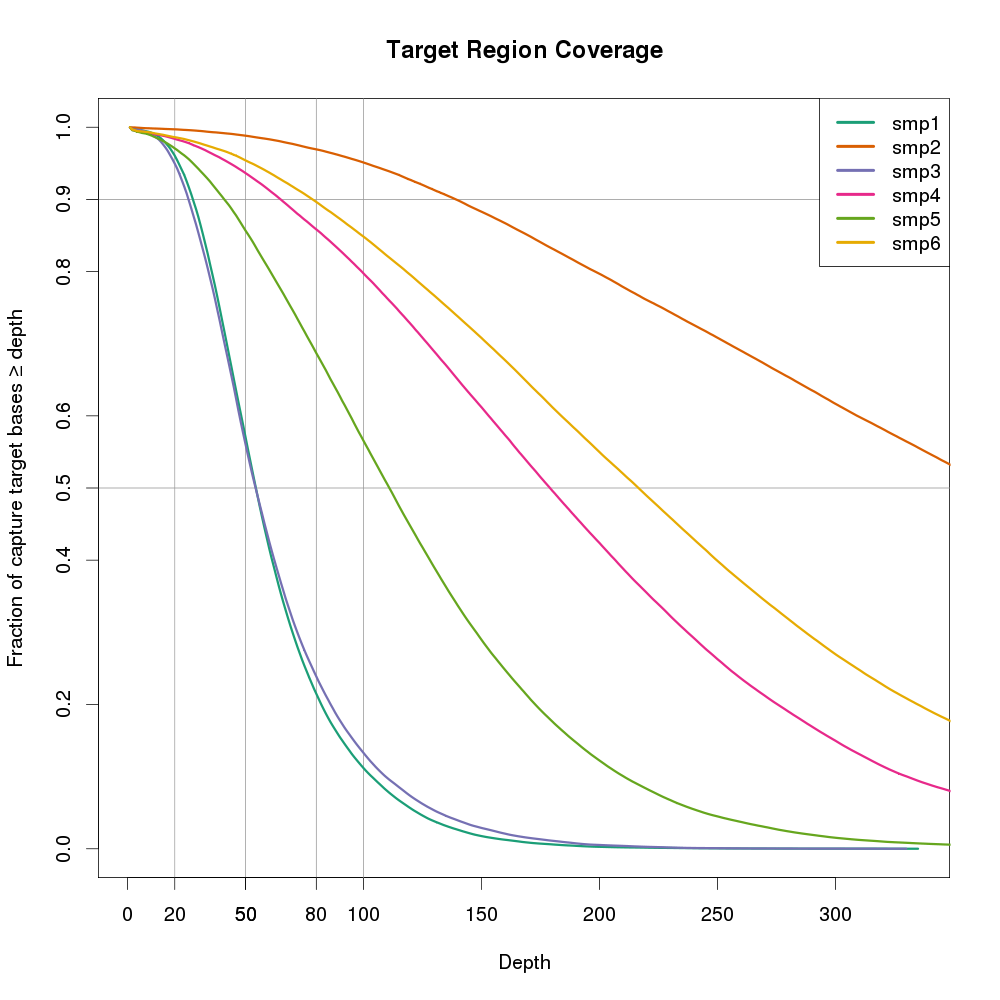 Target Region Coverage
smp1
smp2
smp3
smp4
smp5
smp6
Fraction of capture target bases ≥ depth
1.0
0.9
0.8
0.6
0.5
0.4
0.2
0.0
0 20 50 80 100 150 200 250 300
Depth